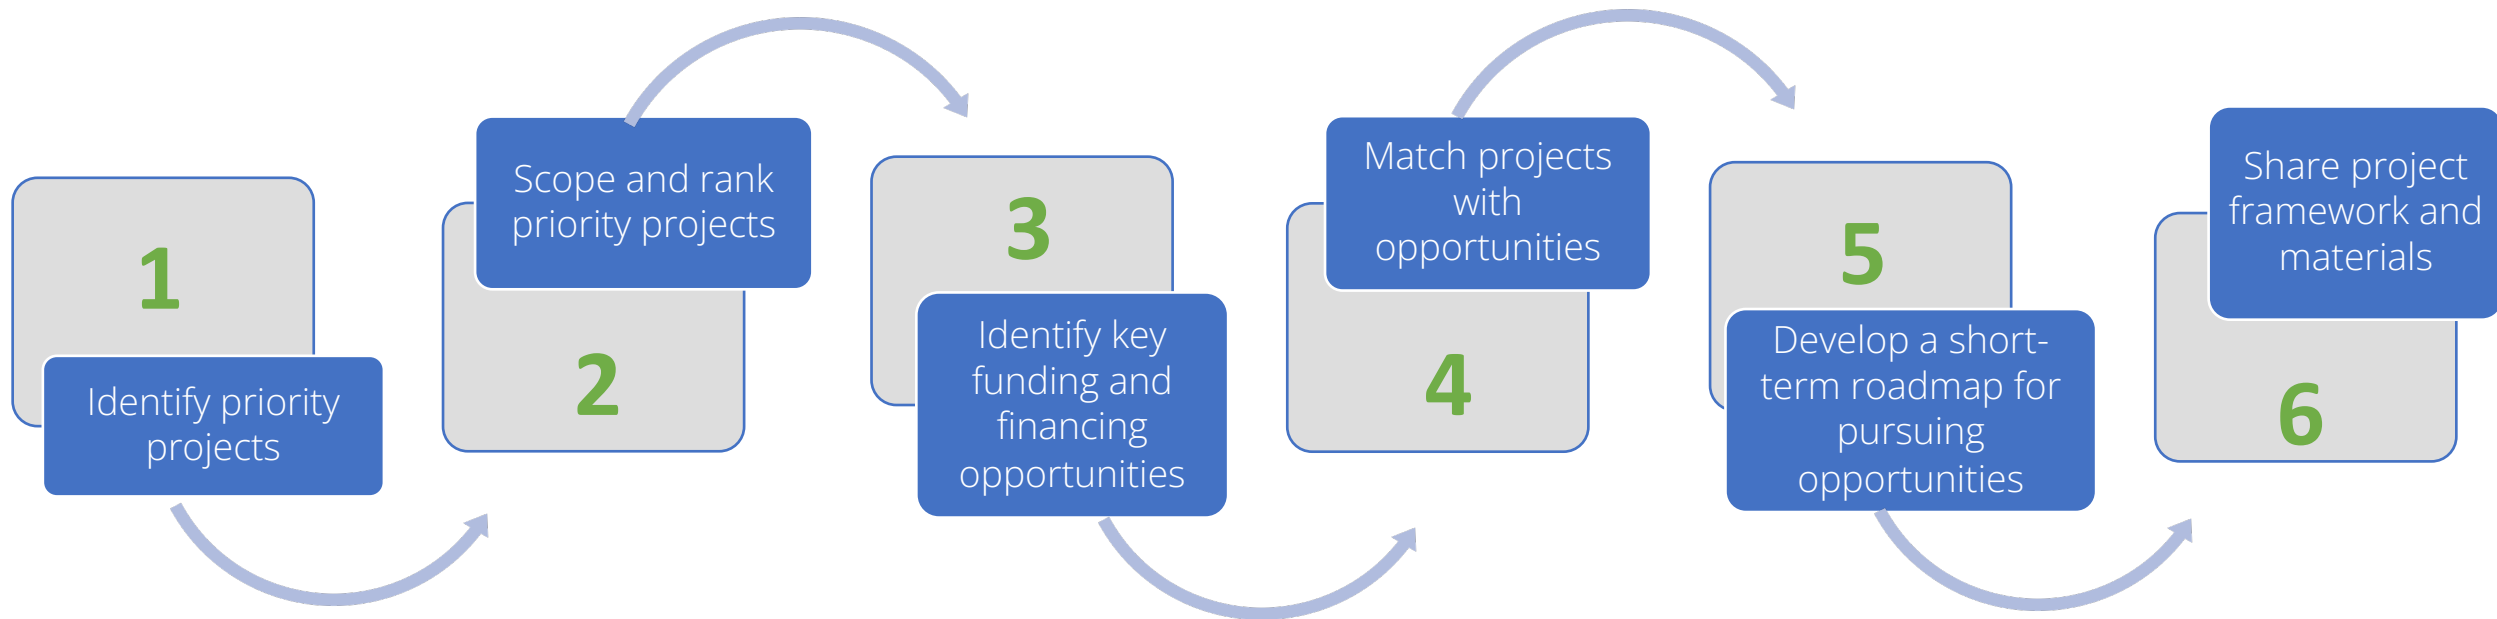 1
Identify priority
projects
Scope and rank
priority projects
2
3
Identify key
funding and
financing
opportunities
Match projects
with
opportunities
4
5
Develop a short-
term roadmap for
pursuing
opportunities
Share project
framework and
materials
6